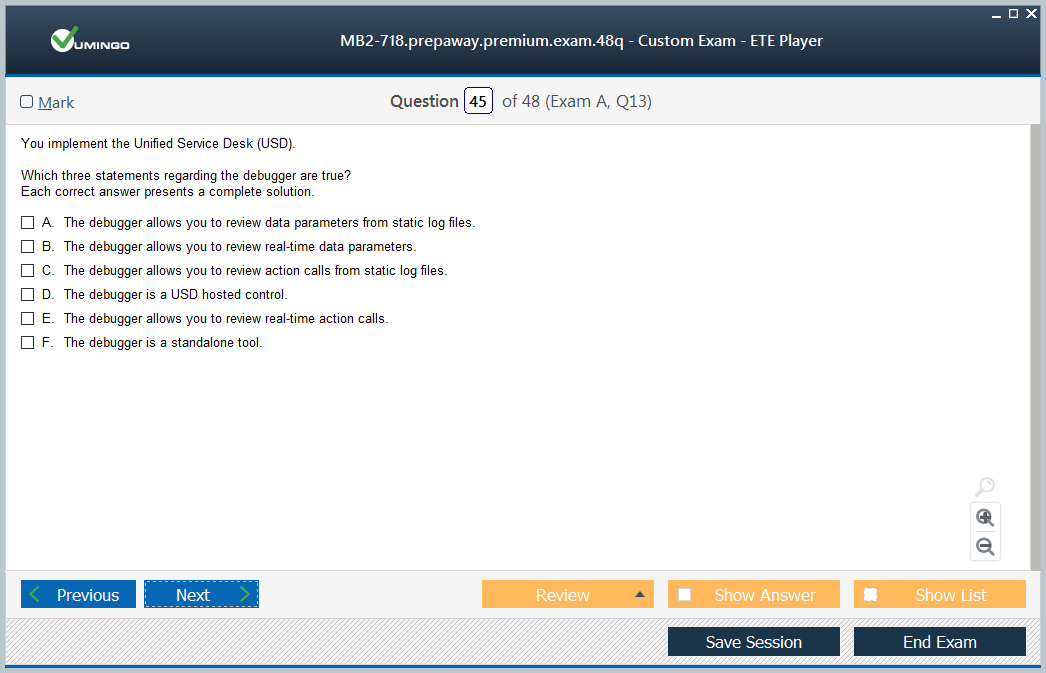 VUMINGO
MB2-718.prepaway.premium.exam.48q - Custom Exam - ETE Player
Mark
Question 45 of 48 (Exam A, Q13)
You implement the Unified Service Desk (USD).
Which three statements regarding the debugger are true?
Each correct answer presents a complete solution.
A. The debugger allows you to review data parameters from static log files.
B. The debugger allows you to review real-time data parameters.
C. The debugger allows you to review action calls from static log files.
D. The debugger is a USD hosted control.
E. The debugger allows you to review real-time action calls.
F. The debugger is a standalone tool.
Previous Next Review Show Answer Show List
Save Session End Exam